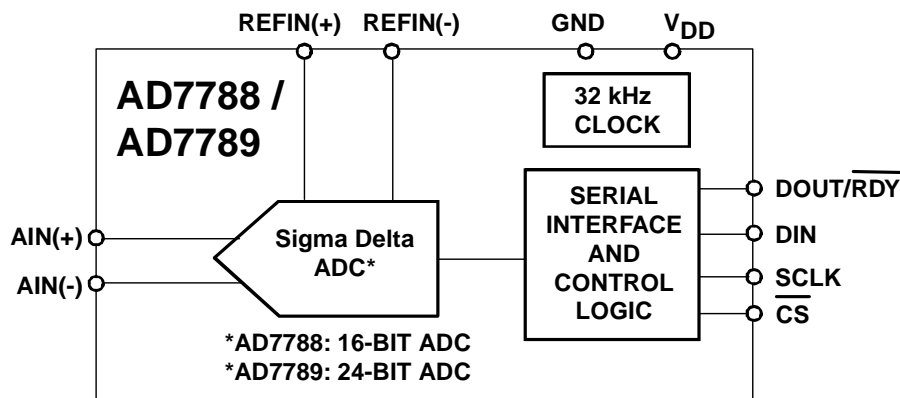 REFIN(+) REFIN(-) GND VDD
AD7788 /
AD7789
32 kHz
CLOCK
AIN(+)
AIN(-)
Sigma Delta
ADC*
SERIAL
INTERFACE
AND
CONTROL
LOGIC
DOUT/RDY
DIN
SCLK
CS
*AD7788: 16-BIT ADC
*AD7789: 24-BIT ADC